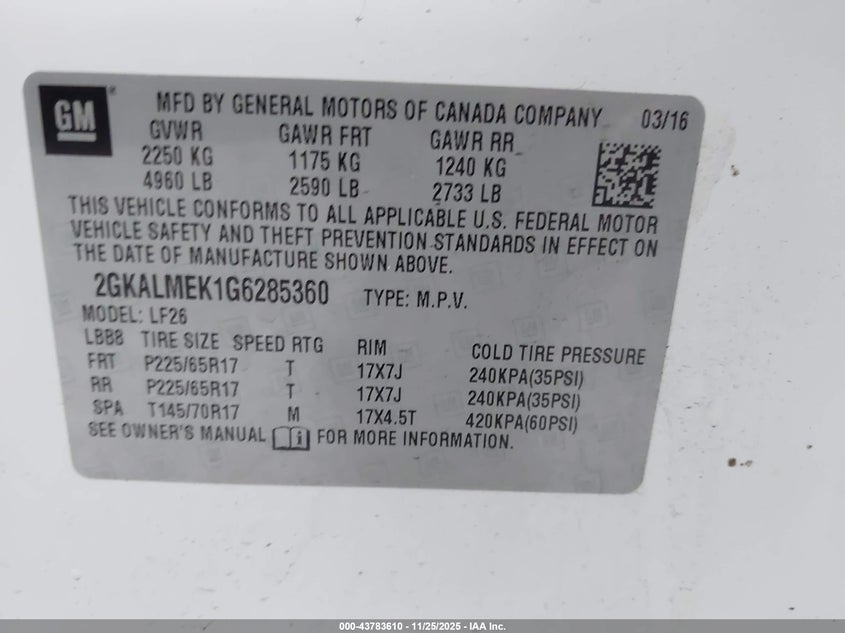 GM ®
MFD BY GENERAL MOTORS OF CANADA COMPANY 03/16
GVWR GAWR FRT GAWR RR
2250 KG 1175 KG 1240 KG
4960 LB 2590 LB 2733 LB
THIS VEHICLE CONFORMS TO ALL APPLICABLE U.S. FEDERAL MOTOR
VEHICLE SAFETY AND THEFT PREVENTION STANDARDS IN EFFECT ON
THE DATE OF MANUFACTURE SHOWN ABOVE.
2GKALMEK1G6285360 TYPE: M.P.V.
MODEL: LF26
LBB8 TIRE SIZE SPEED RTG RIM COLD TIRE PRESSURE
FRT P225/65R17 T 17X7J 240KPA(35PSI)
RR P225/65R17 T 17X7J 240KPA(35PSI)
SPA T145/70R17 M 17X4.5T 420KPA(60PSI)
SEE OWNER'S MANUAL i FOR MORE INFORMATION.
000-43783610 - 11/25/2025 - IAA Inc.